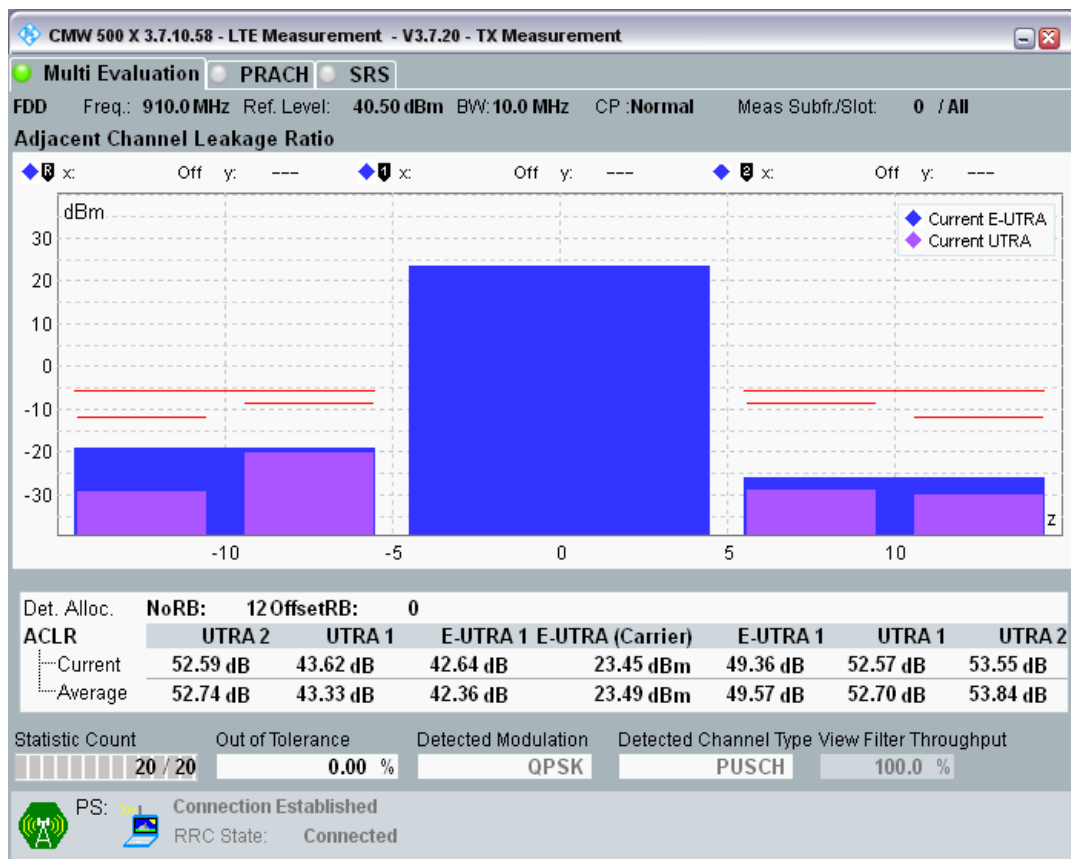 CMW 500 X 3.7.10.58 - LTE Measurement - V3.7.20 - TX Measurement
Multi Evaluation PRACH SRS
FDD Freq.: 910.0 MHz Ref. Level: 40.50 dBm BW: 10.0 MHz CP :Normal Meas Subfr./Slot: 0 / All
Adjacent Channel Leakage Ratio
R x: Off y: --- 1 x: Off y: --- 2 x: Off y: ---
dBm
Current E-UTRA
Current UTRA
30
20
10
0
-10
-20
-30
z
-10 -5 0 5 10
Det. Alloc. NoRB: 12 OffsetRB: 0
ACLR UTRA 2 UTRA 1 E-UTRA 1 E-UTRA (Carrier) E-UTRA 1 UTRA 1 UTRA 2
Current 52.59 dB 43.62 dB 42.64 dB 23.45 dBm 49.36 dB 52.57 dB 53.55 dB
Average 52.74 dB 43.33 dB 42.36 dB 23.49 dBm 49.57 dB 52.70 dB 53.84 dB
Statistic Count Out of Tolerance Detected Modulation Detected Channel Type View Filter Throughput
20 / 20 0.00 % QPSK PUSCH 100.0 %
PS: Connection Established
RRC State: Connected